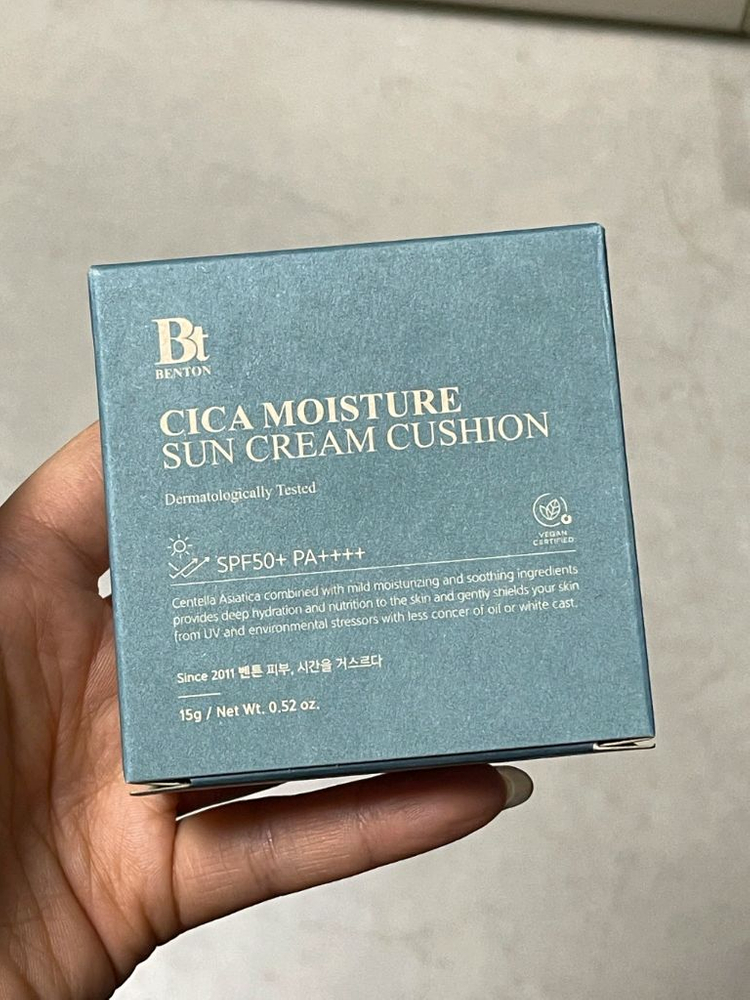 Bt
BENTON
CICA MOISTURE
SUN CREAM CUSHION
Dermatologically Tested
VEGAN
CERTIFIED
SPF50+ PA++++
Centella Asiatica combined with mild moisturizing and soothing ingredients
provides deep hydration and nutrition to the skin and gently shields your skin
from UV and environmental stressors with less concer of oil or white cast.
Since 2011 벤튼 피부, 시간을 거스르다
15g / Net Wt. 0.52 oz.